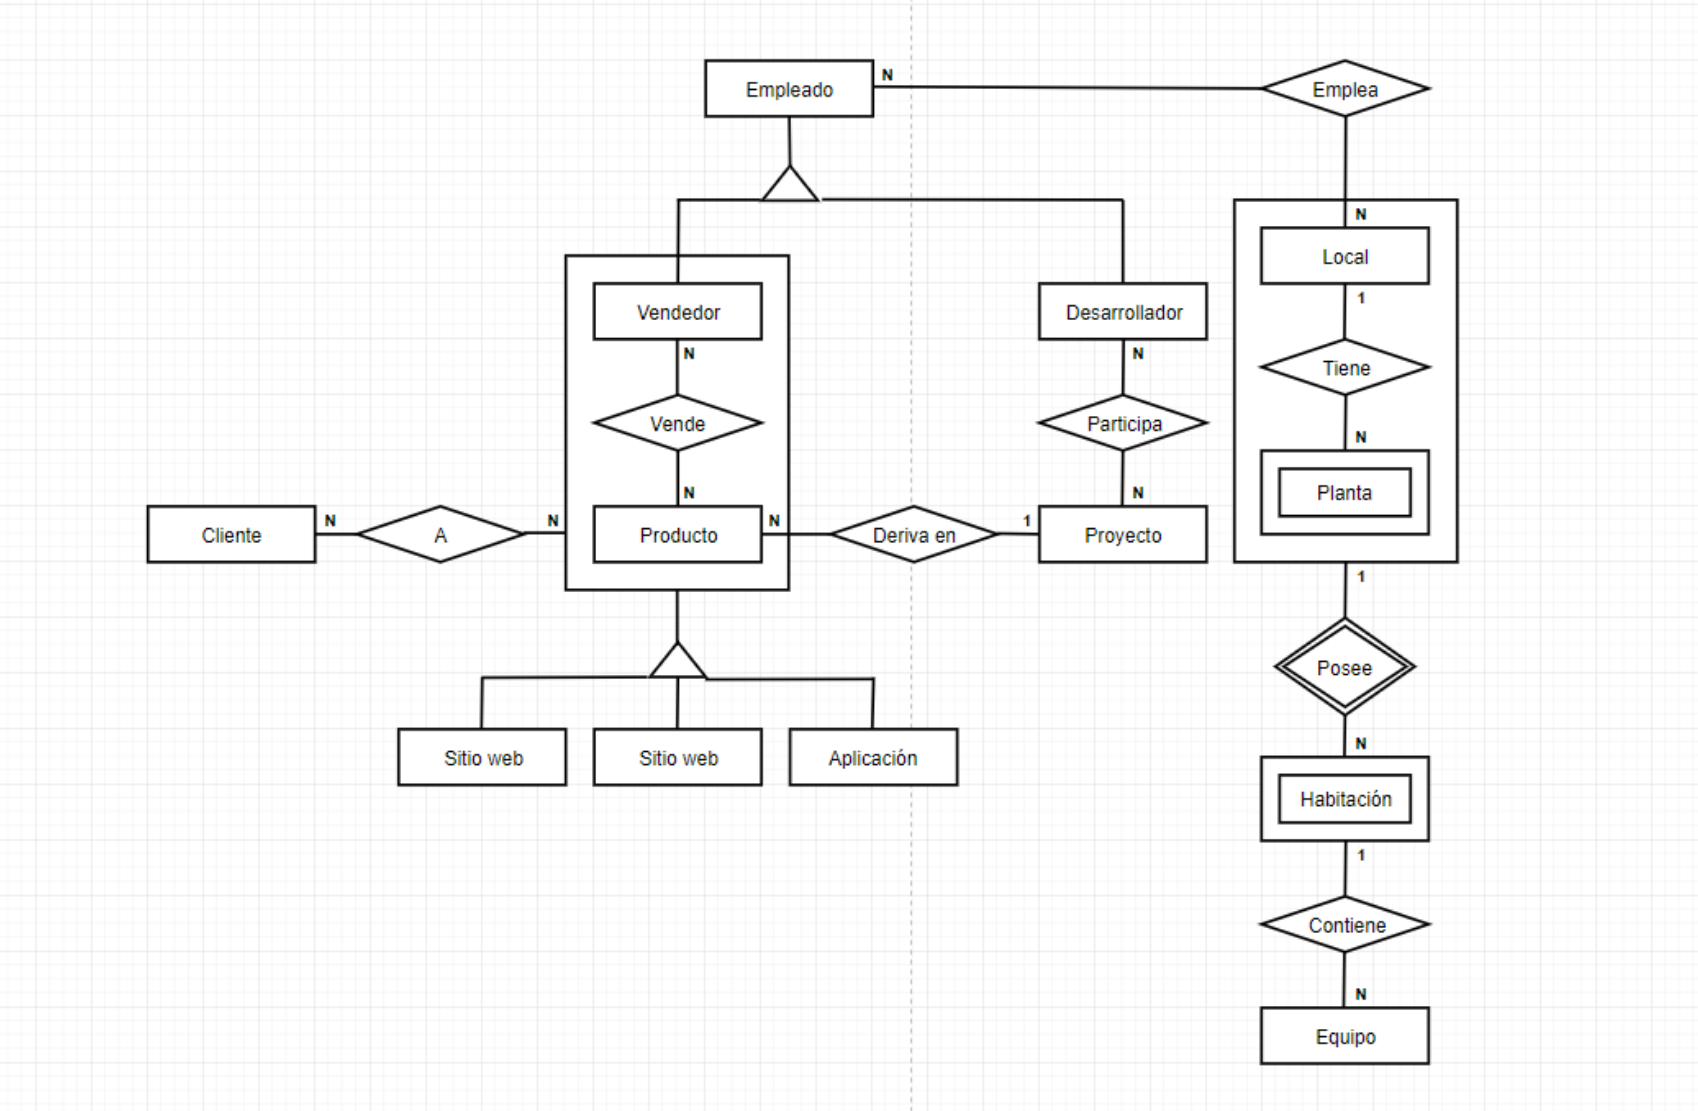 Empleado
N
Emplea
N
Local
1
Vendedor
Desarrollador
N
N
Tiene
Vende
Participa
N
Planta
N
N
Cliente
N
A
N
Producto
N
Deriva en
1
Proyecto
1
Posee
N
Sitio web
Sitio web
Aplicación
Habitación
1
Contiene
N
Equipo